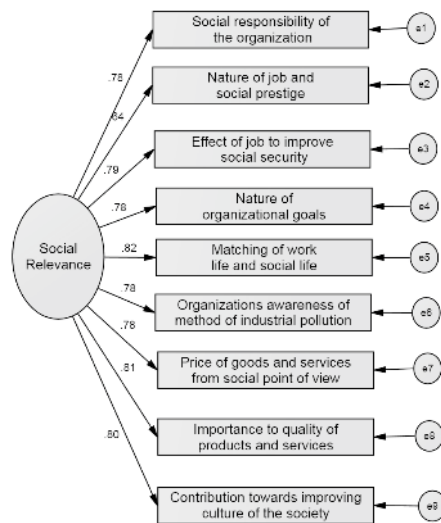 Social responsibility of
the organization
e1
.78
Nature of job and
social prestige
e2
.64
Effect of job to improve
social security
e3
.79
Nature of
organizational goals
e4
.78
Social
Relevance
.82
Matching of work
life and social life
e5
.78
Organizations awareness of
method of industrial pollution
e6
.78
Price of goods and services
from social point of view
e7
.81
Importance to quality of
products and services
e8
.80
Contribution towards improving
culture of the society
e9